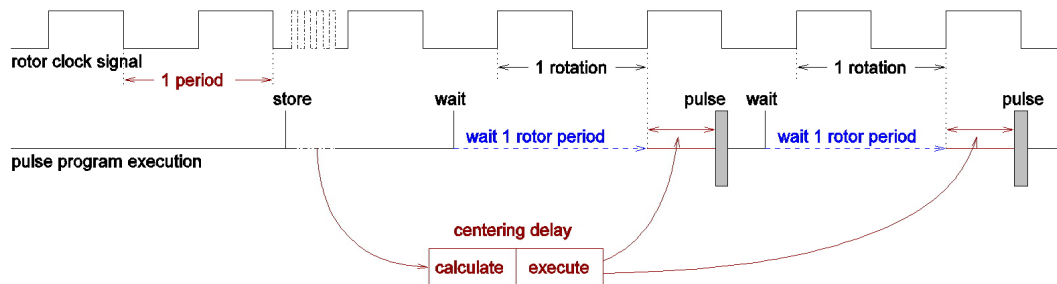 rotor clock signal
1 period
1 rotation
1 rotation
store
wait
pulse
wait
pulse
wait 1 rotor period
wait 1 rotor period
pulse program execution
centering delay
calculate
execute